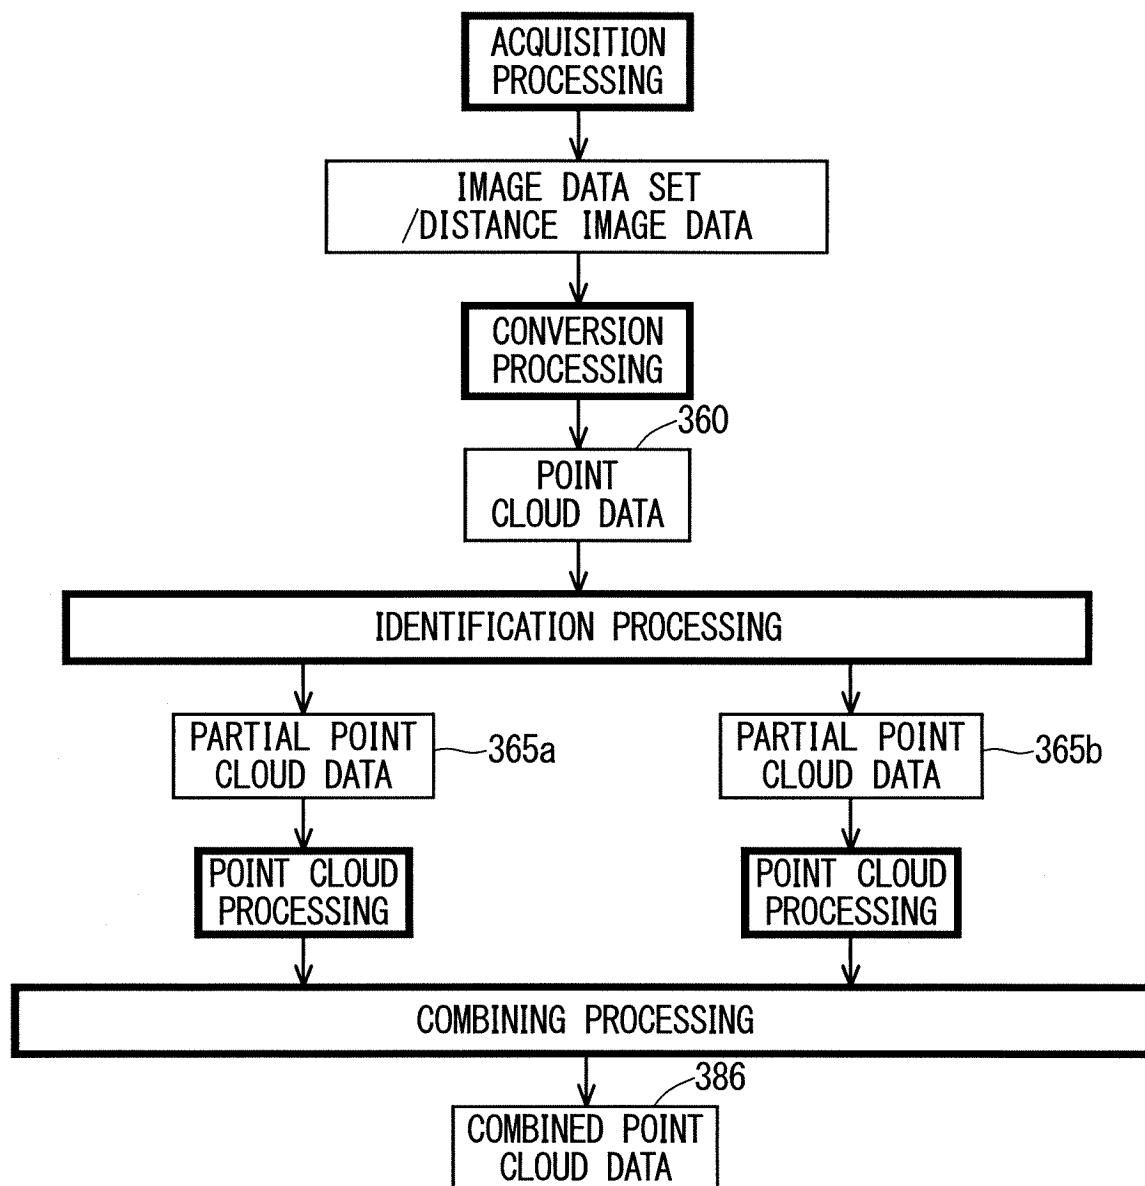 ACQUISITION
PROCESSING
IMAGE DATA SET
/DISTANCE IMAGE DATA
CONVERSION
PROCESSING
360
POINT
CLOUD DATA
IDENTIFICATION PROCESSING
PARTIAL POINT
CLOUD DATA
365a
PARTIAL POINT
CLOUD DATA
365b
POINT CLOUD
PROCESSING
POINT CLOUD
PROCESSING
COMBINING PROCESSING
386
COMBINED POINT
CLOUD DATA